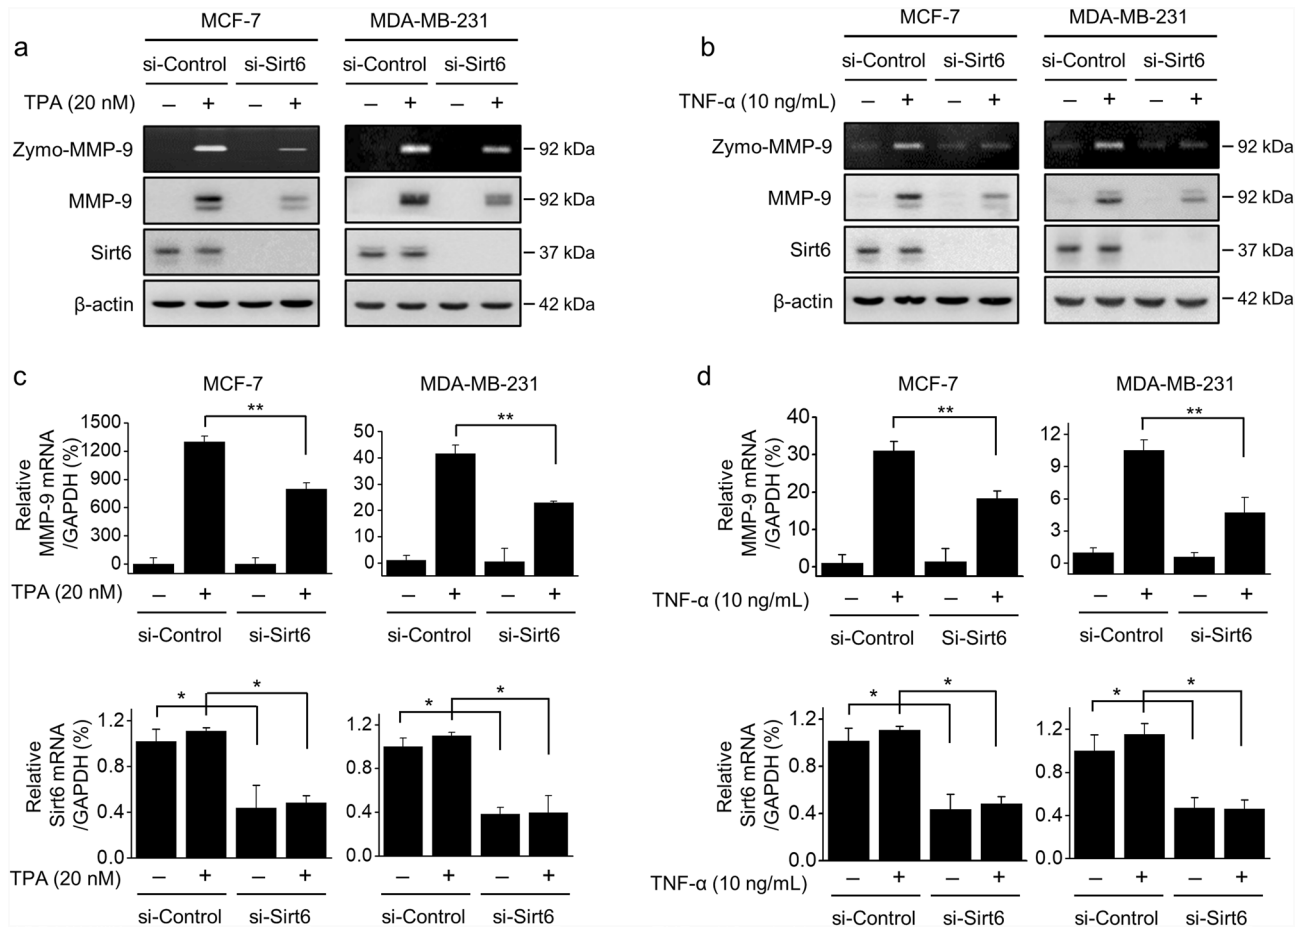 a
MCF-7
MDA-MB-231
si-Control si-Sirt6 si-Control si-Sirt6
TPA (20 nM) – + – + – + – +
Zymo-MMP-9 – 92 kDa
MMP-9 – 92 kDa
Sirt6 – 37 kDa
β-actin – 42 kDa
b
MCF-7
MDA-MB-231
si-Control si-Sirt6 si-Control si-Sirt6
TNF-α (10 ng/mL) – + – + – + – +
Zymo-MMP-9 – 92 kDa
MMP-9 – 92 kDa
Sirt6 – 37 kDa
β-actin – 42 kDa
c
MCF-7
Relative
MMP-9 mRNA
/GAPDH (%)
1500
1200
900
600
300
0
**
MDA-MB-231
50
40
30
20
10
0
**
TPA (20 nM) – + – + – + – +
si-Control si-Sirt6 si-Control si-Sirt6
Relative
Sirt6 mRNA
/GAPDH (%)
1.2
0.8
0.4
0.0
* *
1.2
0.8
0.4
0.0
* *
TPA (20 nM) – + – + – + – +
si-Control si-Sirt6 si-Control si-Sirt6
d
MCF-7
Relative
MMP-9 mRNA
/GAPDH (%)
40
30
20
10
0
**
MDA-MB-231
12
9
6
3
0
**
TNF-α (10 ng/mL) – + – + – + – +
si-Control Si-Sirt6 si-Control si-Sirt6
Relative
Sirt6 mRNA
/GAPDH (%)
1.2
0.8
0.4
0.0
* *
1.2
0.8
0.4
0.0
* *
TNF-α (10 ng/mL) – + – + – + – +
si-Control si-Sirt6 si-Control si-Sirt6